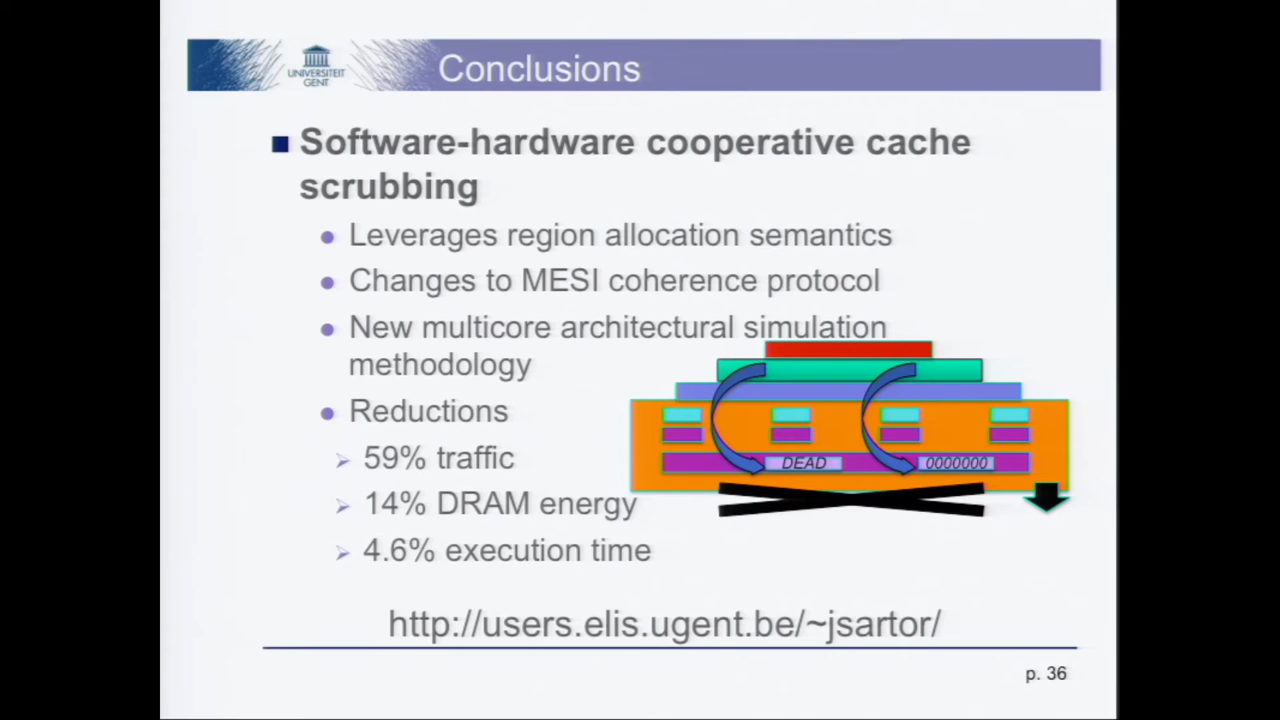 UNIVERSITEIT
GENT
Conclusions
Software-hardware cooperative cache
scrubbing
Leverages region allocation semantics
Changes to MESI coherence protocol
New multicore architectural simulation
methodology
Reductions
59% traffic
14% DRAM energy
4.6% execution time
DEAD
0000000
http://users.elis.ugent.be/~jsartor/
p. 36